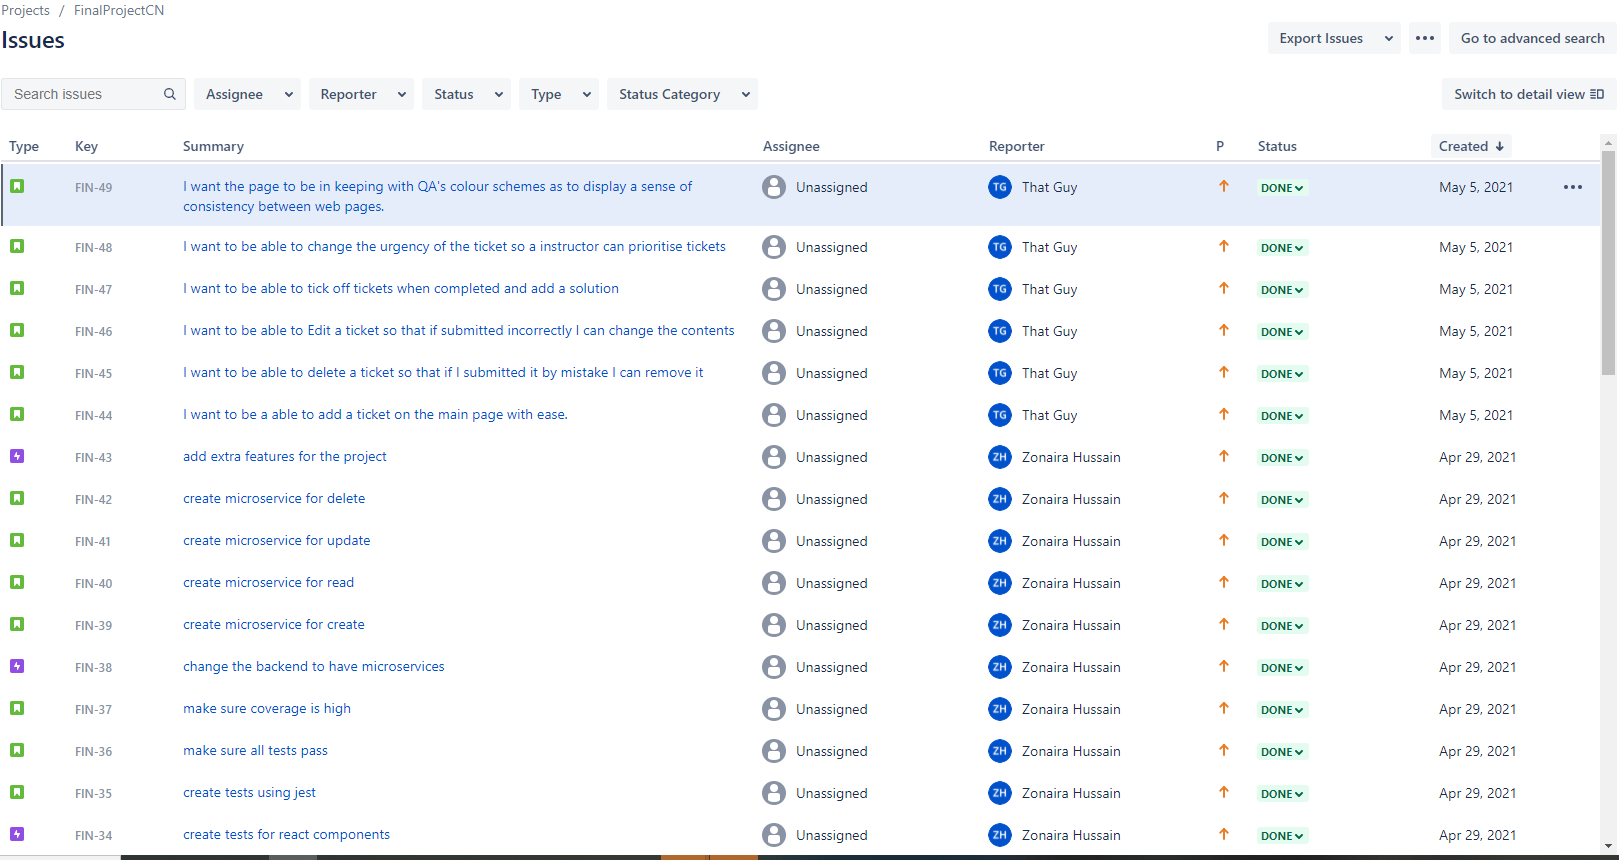 Projects / FinalProjectCN
Issues
Export Issues
Go to advanced search
Search issues
Assignee
Reporter
Status
Type
Status Category
Switch to detail view
Type Key Summary Assignee Reporter P Status Created
FIN-49 I want the page to be in keeping with QA's colour schemes as to display a sense of Unassigned TG That Guy DONE May 5, 2021
consistency between web pages.
FIN-48 I want to be able to change the urgency of the ticket so a instructor can prioritise tickets Unassigned TG That Guy DONE May 5, 2021
FIN-47 I want to be able to tick off tickets when completed and add a solution Unassigned TG That Guy DONE May 5, 2021
FIN-46 I want to be able to Edit a ticket so that if submitted incorrectly I can change the contents Unassigned TG That Guy DONE May 5, 2021
FIN-45 I want to be able to delete a ticket so that if I submitted it by mistake I can remove it Unassigned TG That Guy DONE May 5, 2021
FIN-44 I want to be a able to add a ticket on the main page with ease. Unassigned TG That Guy DONE May 5, 2021
FIN-43 add extra features for the project Unassigned ZH Zonaira Hussain DONE Apr 29, 2021
FIN-42 create microservice for delete Unassigned ZH Zonaira Hussain DONE Apr 29, 2021
FIN-41 create microservice for update Unassigned ZH Zonaira Hussain DONE Apr 29, 2021
FIN-40 create microservice for read Unassigned ZH Zonaira Hussain DONE Apr 29, 2021
FIN-39 create microservice for create Unassigned ZH Zonaira Hussain DONE Apr 29, 2021
FIN-38 change the backend to have microservices Unassigned ZH Zonaira Hussain DONE Apr 29, 2021
FIN-37 make sure coverage is high Unassigned ZH Zonaira Hussain DONE Apr 29, 2021
FIN-36 make sure all tests pass Unassigned ZH Zonaira Hussain DONE Apr 29, 2021
FIN-35 create tests using jest Unassigned ZH Zonaira Hussain DONE Apr 29, 2021
FIN-34 create tests for react components Unassigned ZH Zonaira Hussain DONE Apr 29, 2021